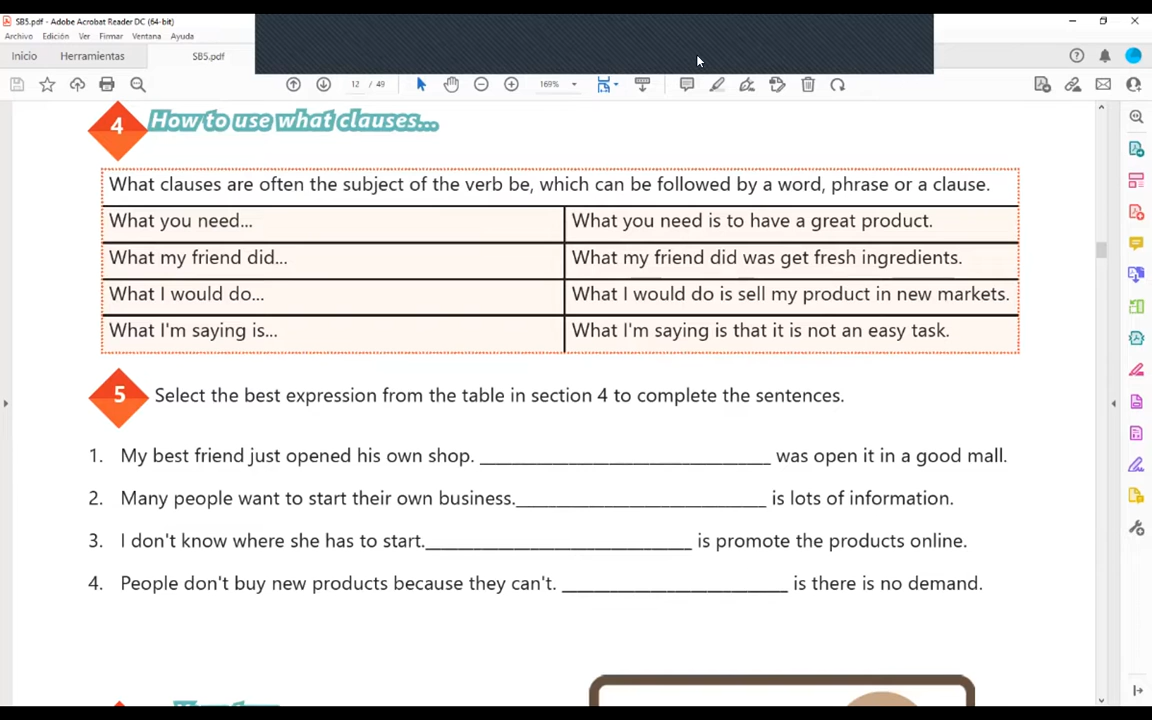 SB5.pdf - Adobe Acrobat Reader DC (64-bit)
Archivo Edición Ver Firmar Ventana Ayuda
Inicio Herramientas SB5.pdf
12 / 49 169%
4 How to use what clauses...
What clauses are often the subject of the verb be, which can be followed by a word, phrase or a clause.
What you need... What you need is to have a great product.
What my friend did... What my friend did was get fresh ingredients.
What I would do... What I would do is sell my product in new markets.
What I'm saying is... What I'm saying is that it is not an easy task.
5 Select the best expression from the table in section 4 to complete the sentences.
1. My best friend just opened his own shop. ____________________________ was open it in a good mall.
2. Many people want to start their own business.________________________ is lots of information.
3. I don't know where she has to start.__________________________ is promote the products online.
4. People don't buy new products because they can't. ______________________ is there is no demand.